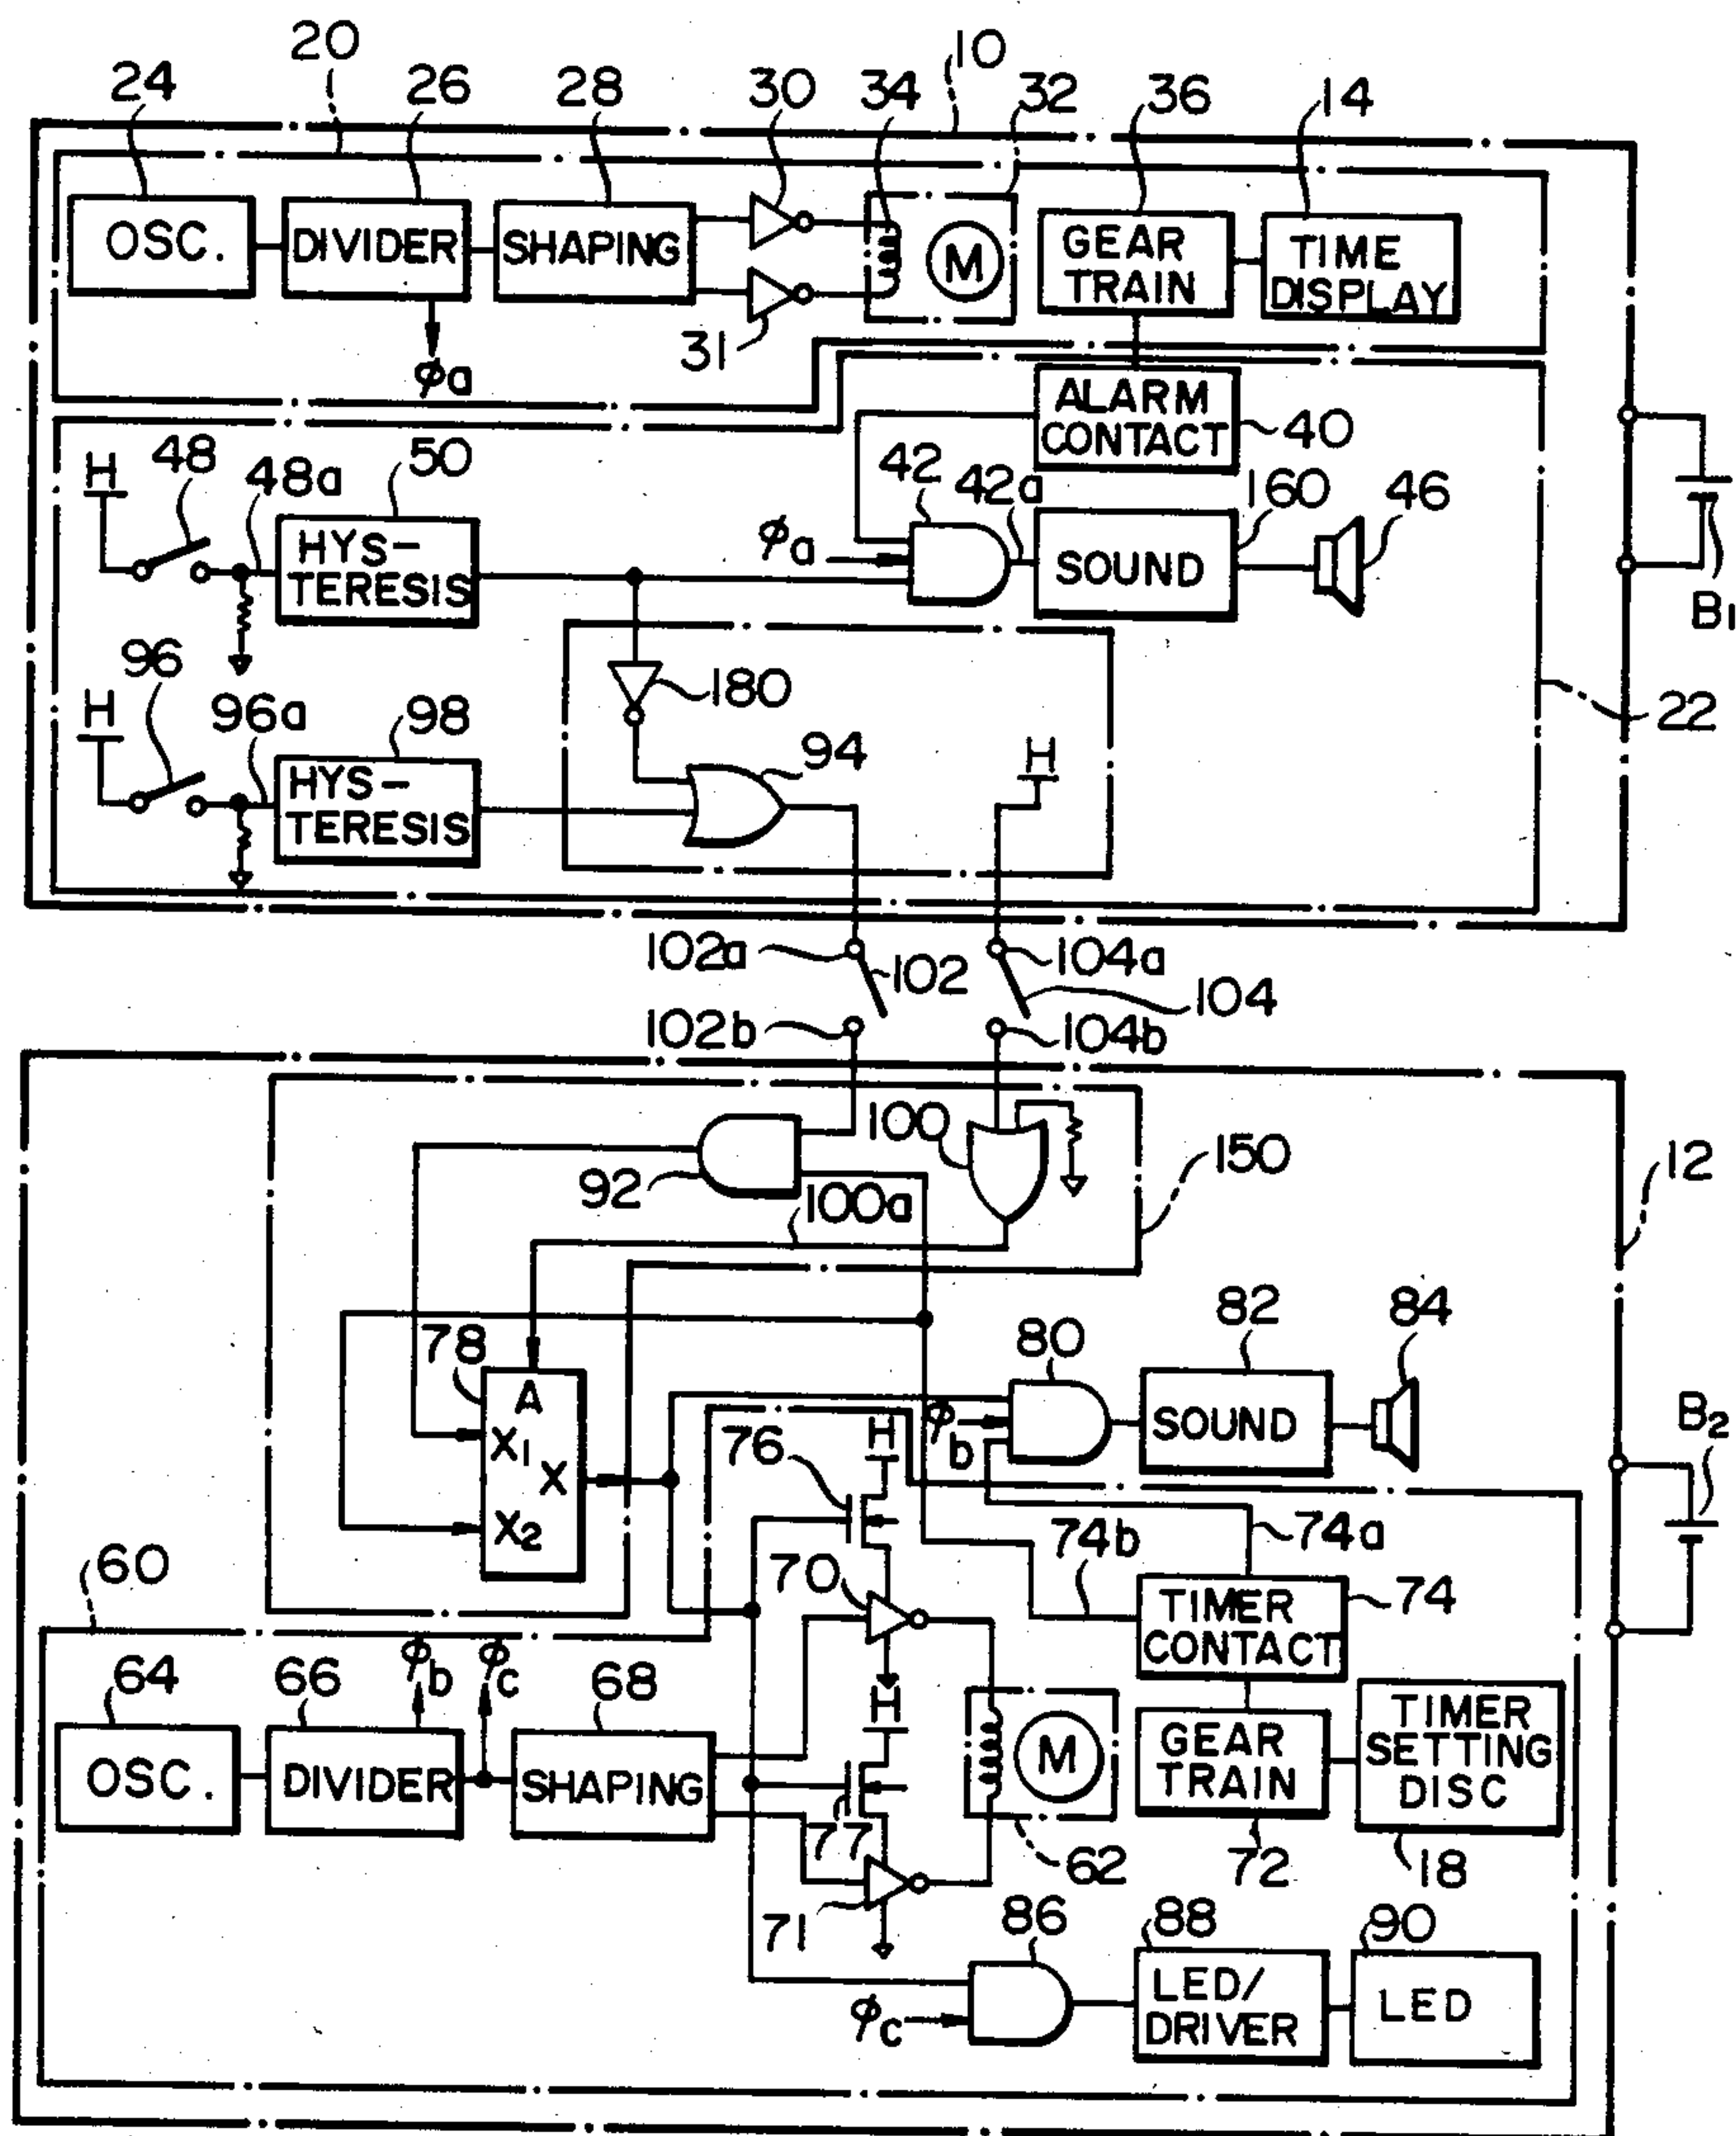 20
10
24
26
28
30
34
32
36
14
OSC.
DIVIDER
SHAPING
M
GEAR
TRAIN
TIME
DISPLAY
31
φa
ALARM
CONTACT
40
H
48
48a
50
42
42a
160
46
HYS-
TERESIS
φa
SOUND
B1
96
180
22
H
96a
98
94
H
HYS-
TERESIS
102a
102
104a
104
102b
104b
100
150
12
92
100a
78
80
82
84
A
X1
X
X2
φb
H
SOUND
B2
76
74b
74a
60
70
TIMER
CONTACT
74
64
66
φb
φc
68
H
OSC.
DIVIDER
SHAPING
M
GEAR
TRAIN
TIMER
SETTING
DISC
77
62
72
18
71
86
88
90
φc
LED/
DRIVER
LED